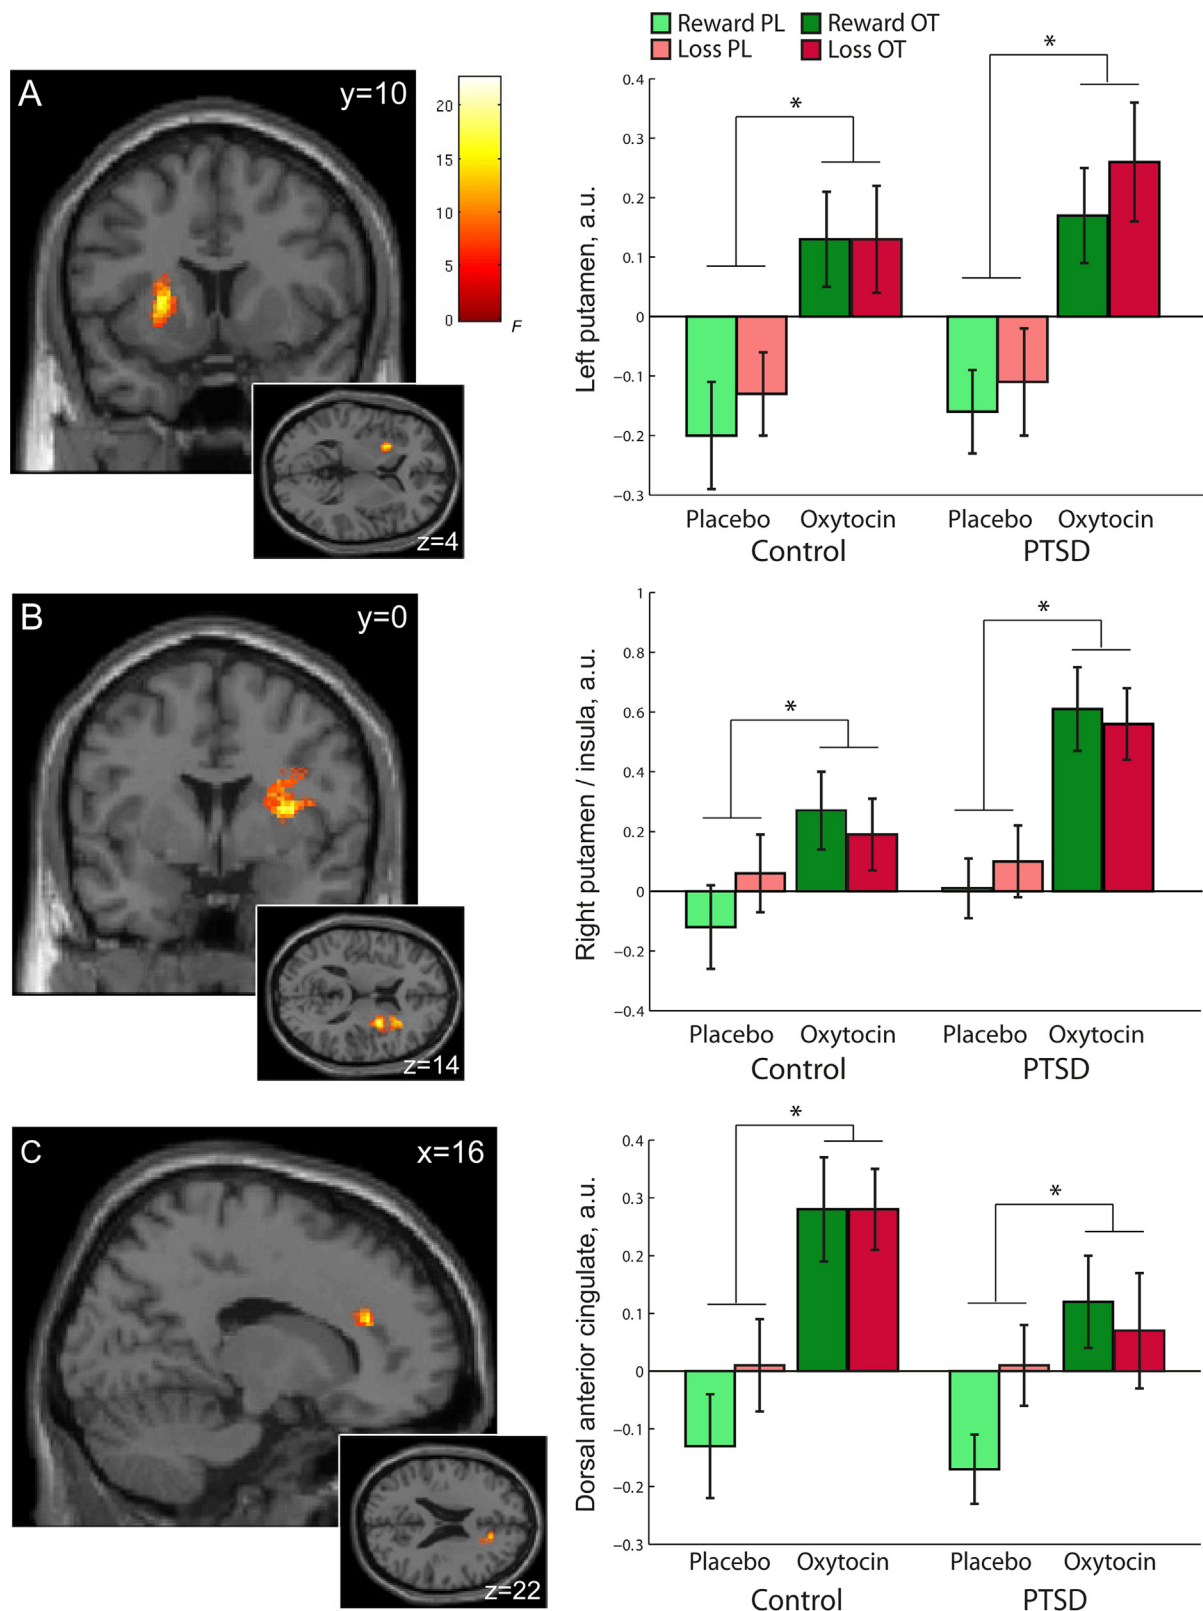 Reward PL Reward OT
Loss PL Loss OT
A
y=10
20
15
10
5
0
F
z=4
Left putamen, a.u.
0.4
0.3
0.2
0.1
0
−0.1
−0.2
−0.3
*
*
Placebo Oxytocin Placebo Oxytocin
Control PTSD
B
y=0
z=14
Right putamen / insula, a.u.
1
0.8
0.6
0.4
0.2
0
−0.2
−0.4
*
*
Placebo Oxytocin Placebo Oxytocin
Control PTSD
C
x=16
z=22
Dorsal anterior cingulate, a.u.
0.4
0.3
0.2
0.1
0
−0.1
−0.2
−0.3
*
*
Placebo Oxytocin Placebo Oxytocin
Control PTSD